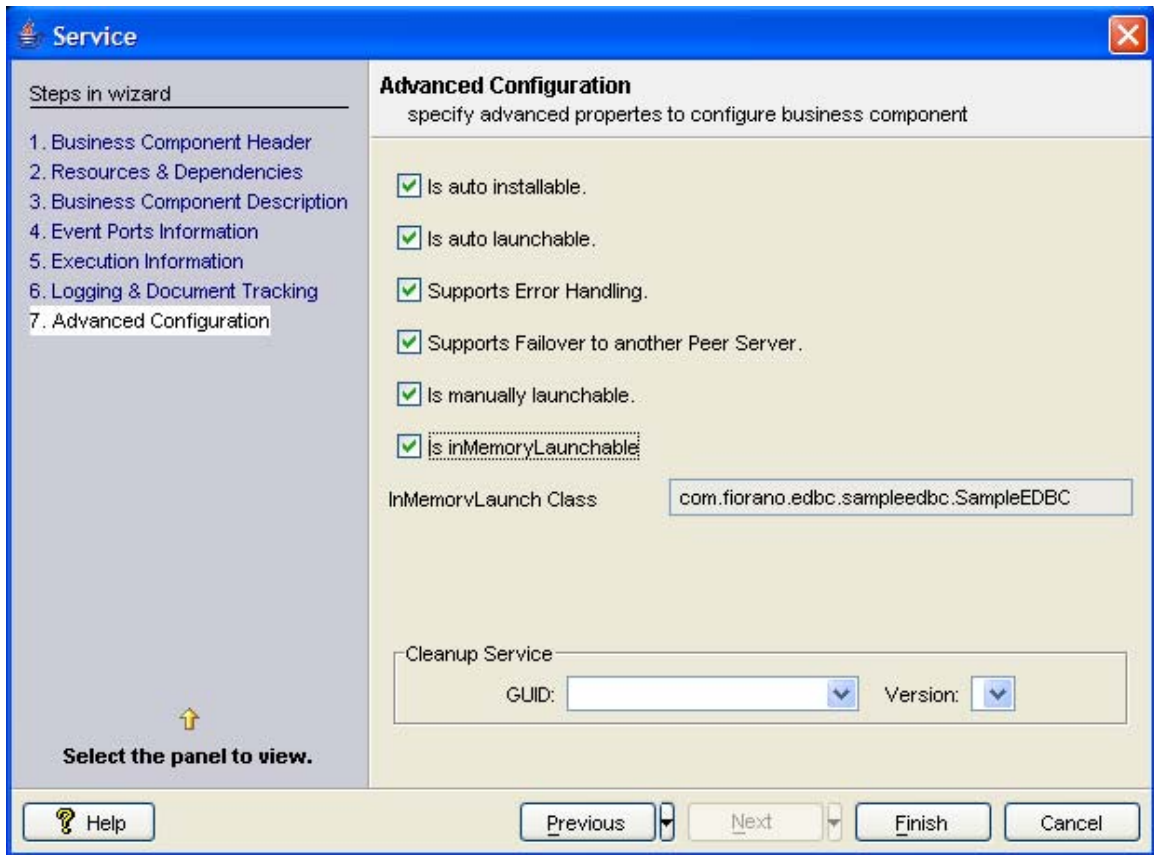 Service
Steps in wizard
1. Business Component Header
2. Resources & Dependencies
3. Business Component Description
4. Event Ports Information
5. Execution Information
6. Logging & Document Tracking
7. Advanced Configuration
Select the panel to view.
Advanced Configuration
specify advanced propertes to configure business component
Is auto installable.
Is auto launchable.
Supports Error Handling.
Supports Failover to another Peer Server.
Is manually launchable.
Is inMemoryLaunchable
InMemoryLaunch Class com.fiorano.edbc.sampleedbc.SampleEDBC
Cleanup Service
GUID: Version:
Help Previous Next Finish Cancel